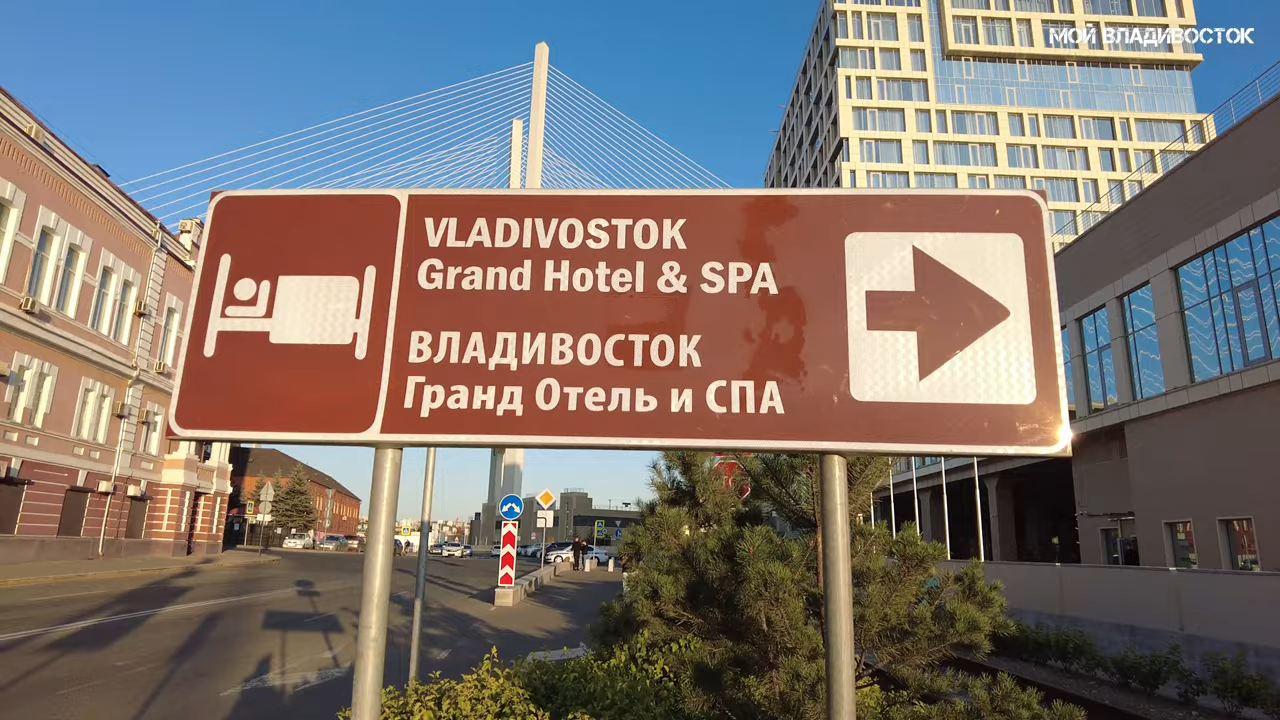 МОЙ ВЛАДИВОСТОК
VLADIVOSTOK
Grand Hotel & SPA
ВЛАДИВОСТОК
Гранд Отель и СПА